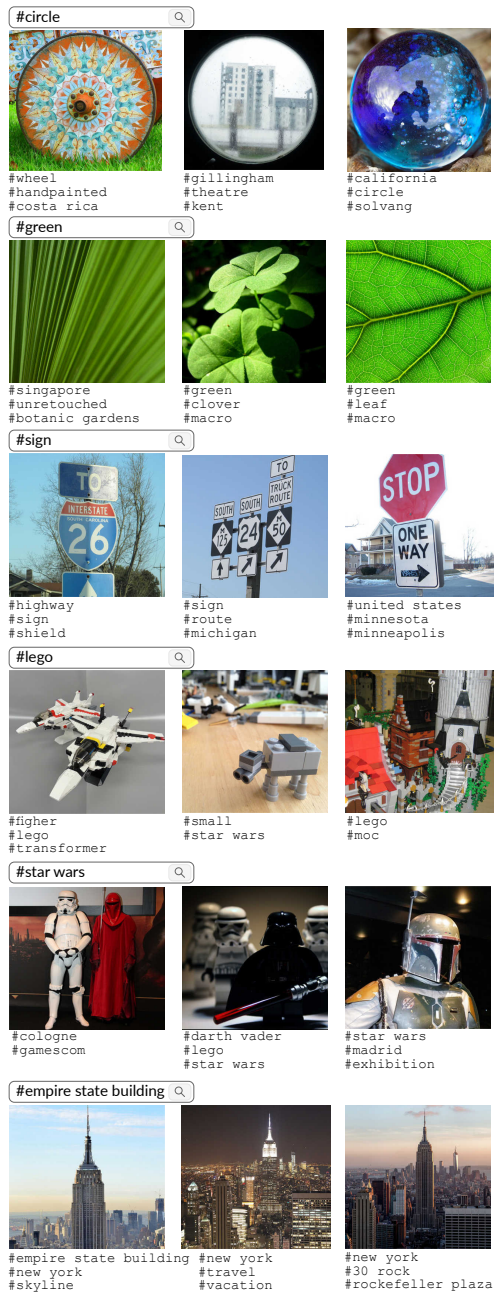 #circle
#wheel
#handpainted
#costa rica
#gillingham
#theatre
#kent
#california
#circle
#solvang
#green
#singapore
#unretouched
#botanic gardens
#green
#clover
#macro
#green
#leaf
#macro
#sign
TO
INTERSTATE
SOUTH CAROLINA
26
TO
SOUTH
SOUTH
TRUCK
ROUTE
M
125
24
M
50
STOP
ONE
WAY
#highway
#sign
#shield
#sign
#route
#michigan
#united states
#minnesota
#minneapolis
#lego
#figher
#lego
#transformer
#small
#star wars
#lego
#moc
#star wars
#cologne
#gamescom
#darth vader
#lego
#star wars
#star wars
#madrid
#exhibition
#empire state building
#empire state building
#new york
#skyline
#new york
#travel
#vacation
#new york
#30 rock
#rockefeller plaza